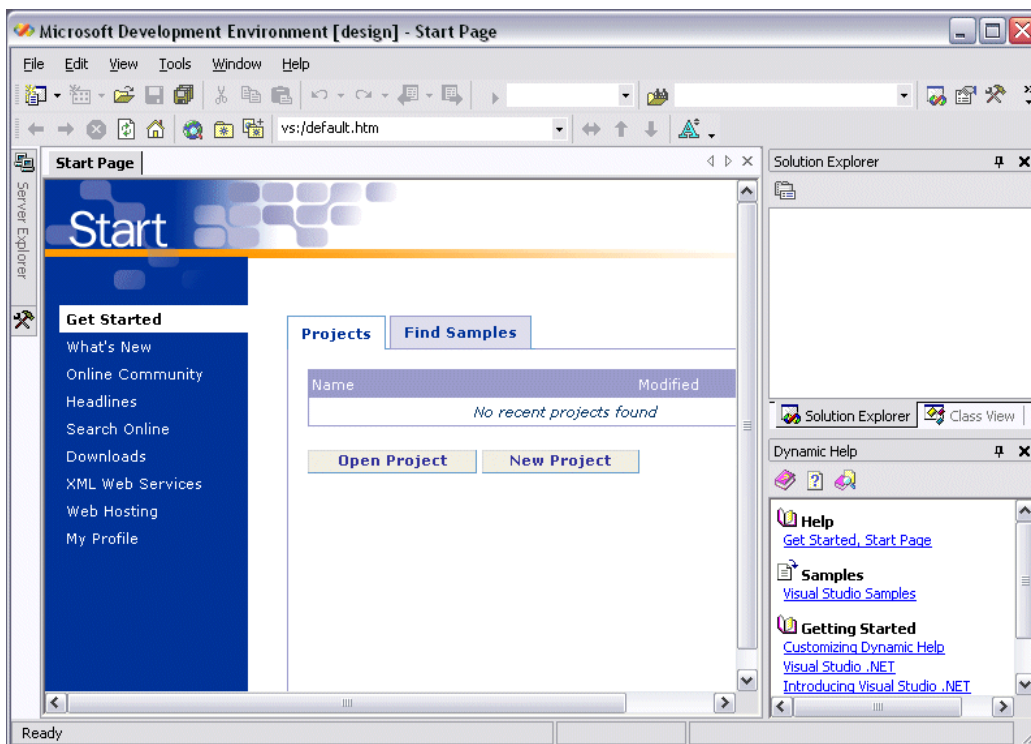 Microsoft Development Environment [design] - Start Page
File Edit View Tools Window Help
vs:/default.htm
Server Explorer
Start Page
Start
Get Started
What's New
Online Community
Headlines
Search Online
Downloads
XML Web Services
Web Hosting
My Profile
Projects Find Samples
Name Modified
No recent projects found
Open Project New Project
Solution Explorer
Solution Explorer Class View
Dynamic Help
Help
Get Started, Start Page
Samples
Visual Studio Samples
Getting Started
Customizing Dynamic Help
Visual Studio .NET
Introducing Visual Studio .NET
Ready